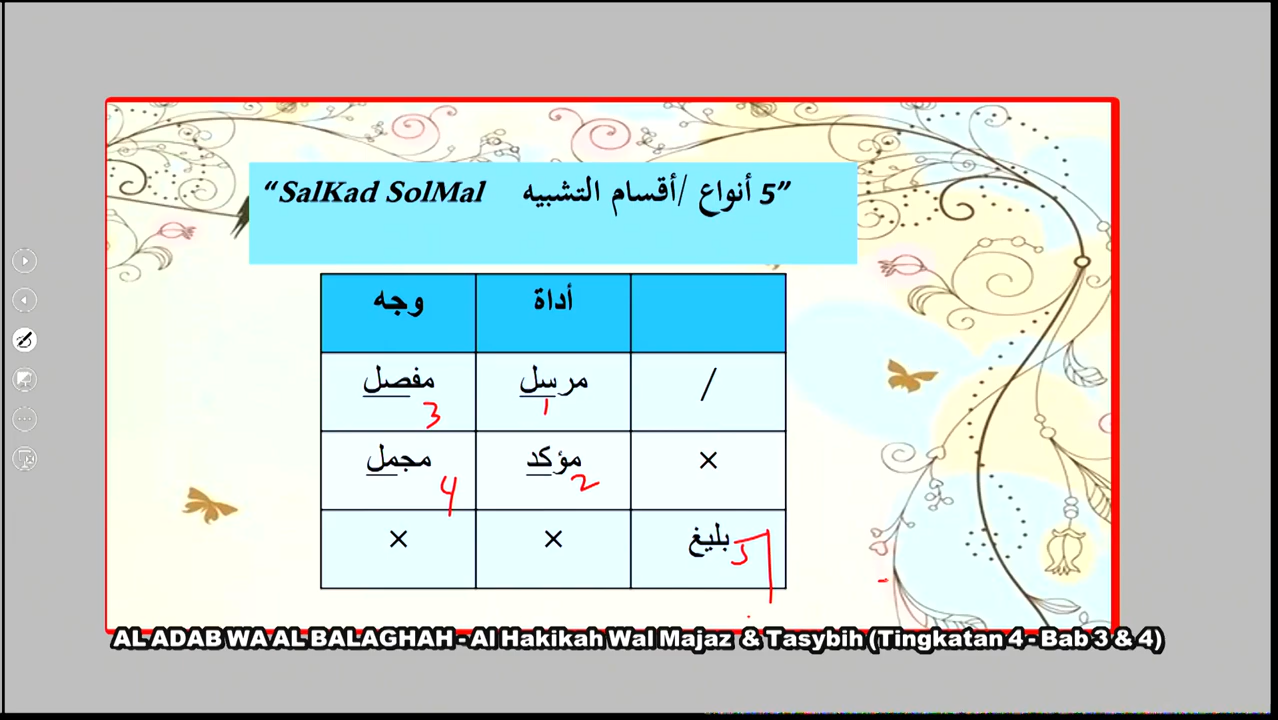 ”5 أنواع /أقسام التشبيه SalKad SolMal“
أداة وجه
/ مرسل مفصل
1 3
× مؤكد مجمل
2 4
بليغ × ×
5
AL ADAB WA AL BALAGHAH - Al Hakikah Wal Majaz & Tasybih (Tingkatan 4 - Bab 3 & 4)